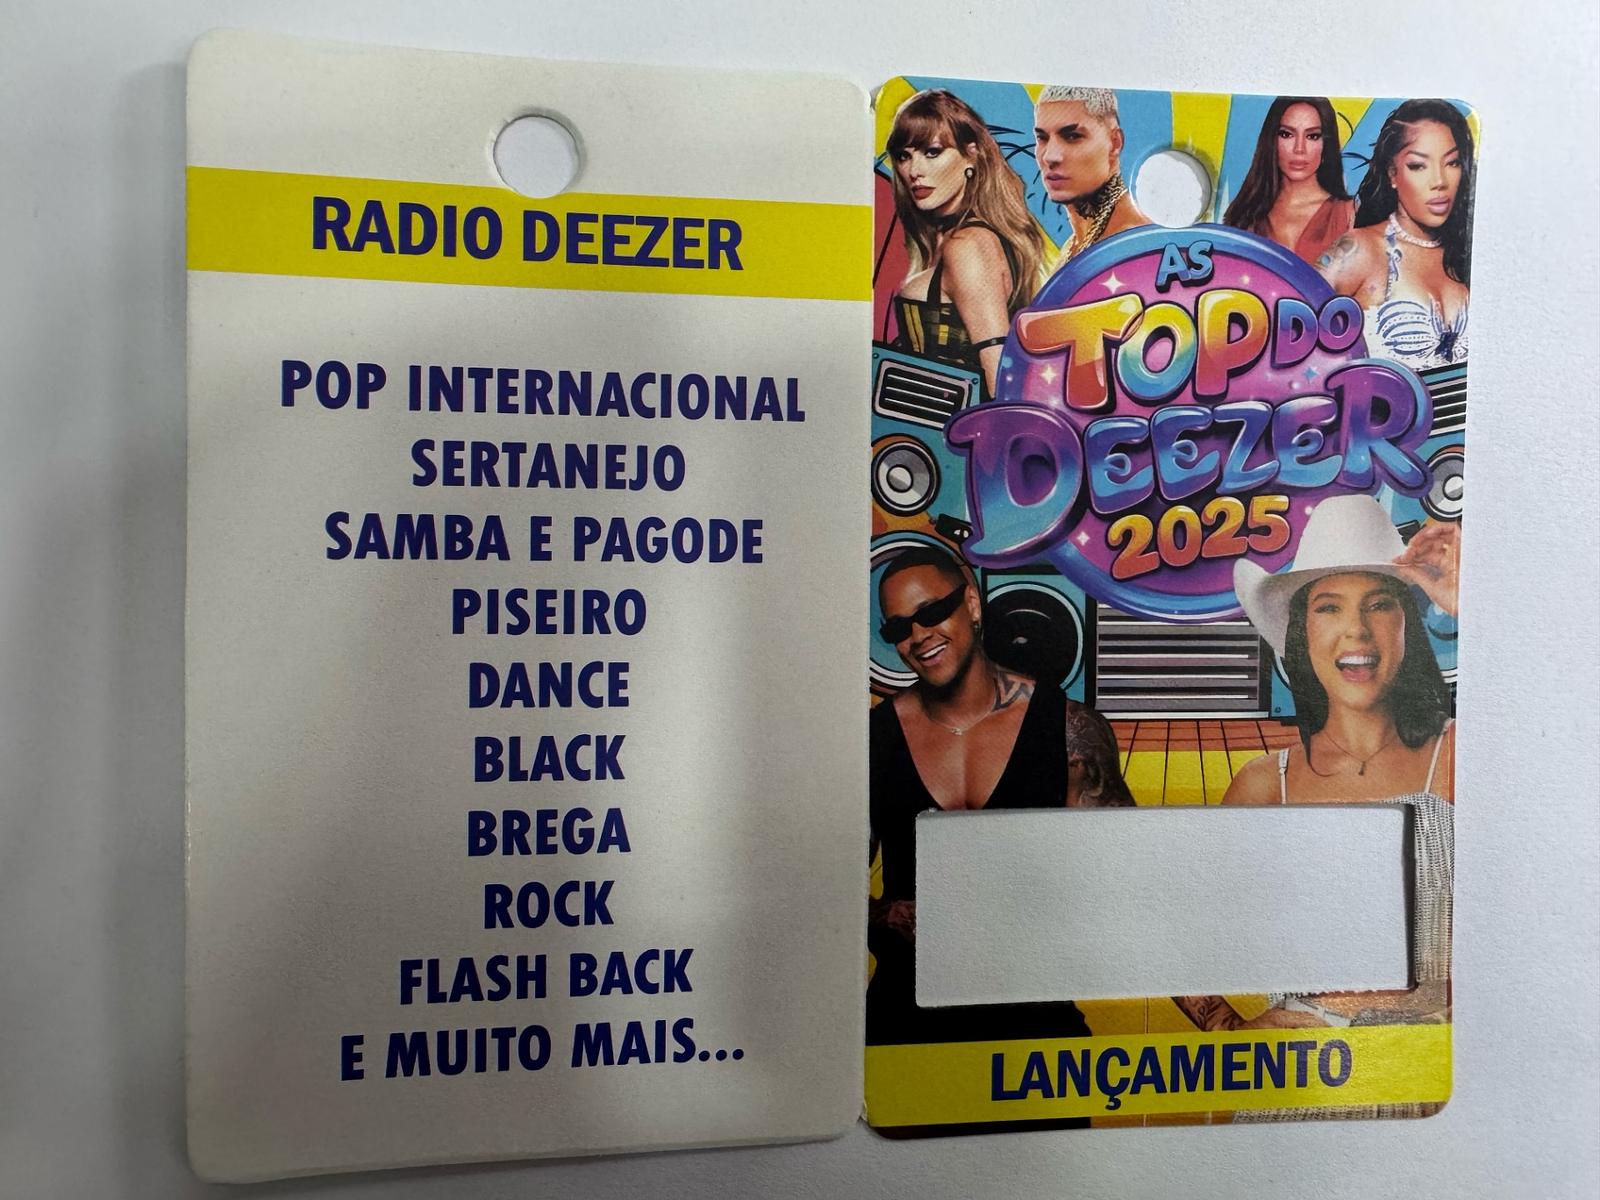 RADIO DEEZER
POP INTERNACIONAL
SERTANEJO
SAMBA E PAGODE
PISEIRO
DANCE
BLACK
BREGA
ROCK
FLASH BACK
E MUITO MAIS...
AS
TOP DO
DEEZER
2025
LANÇAMENTO